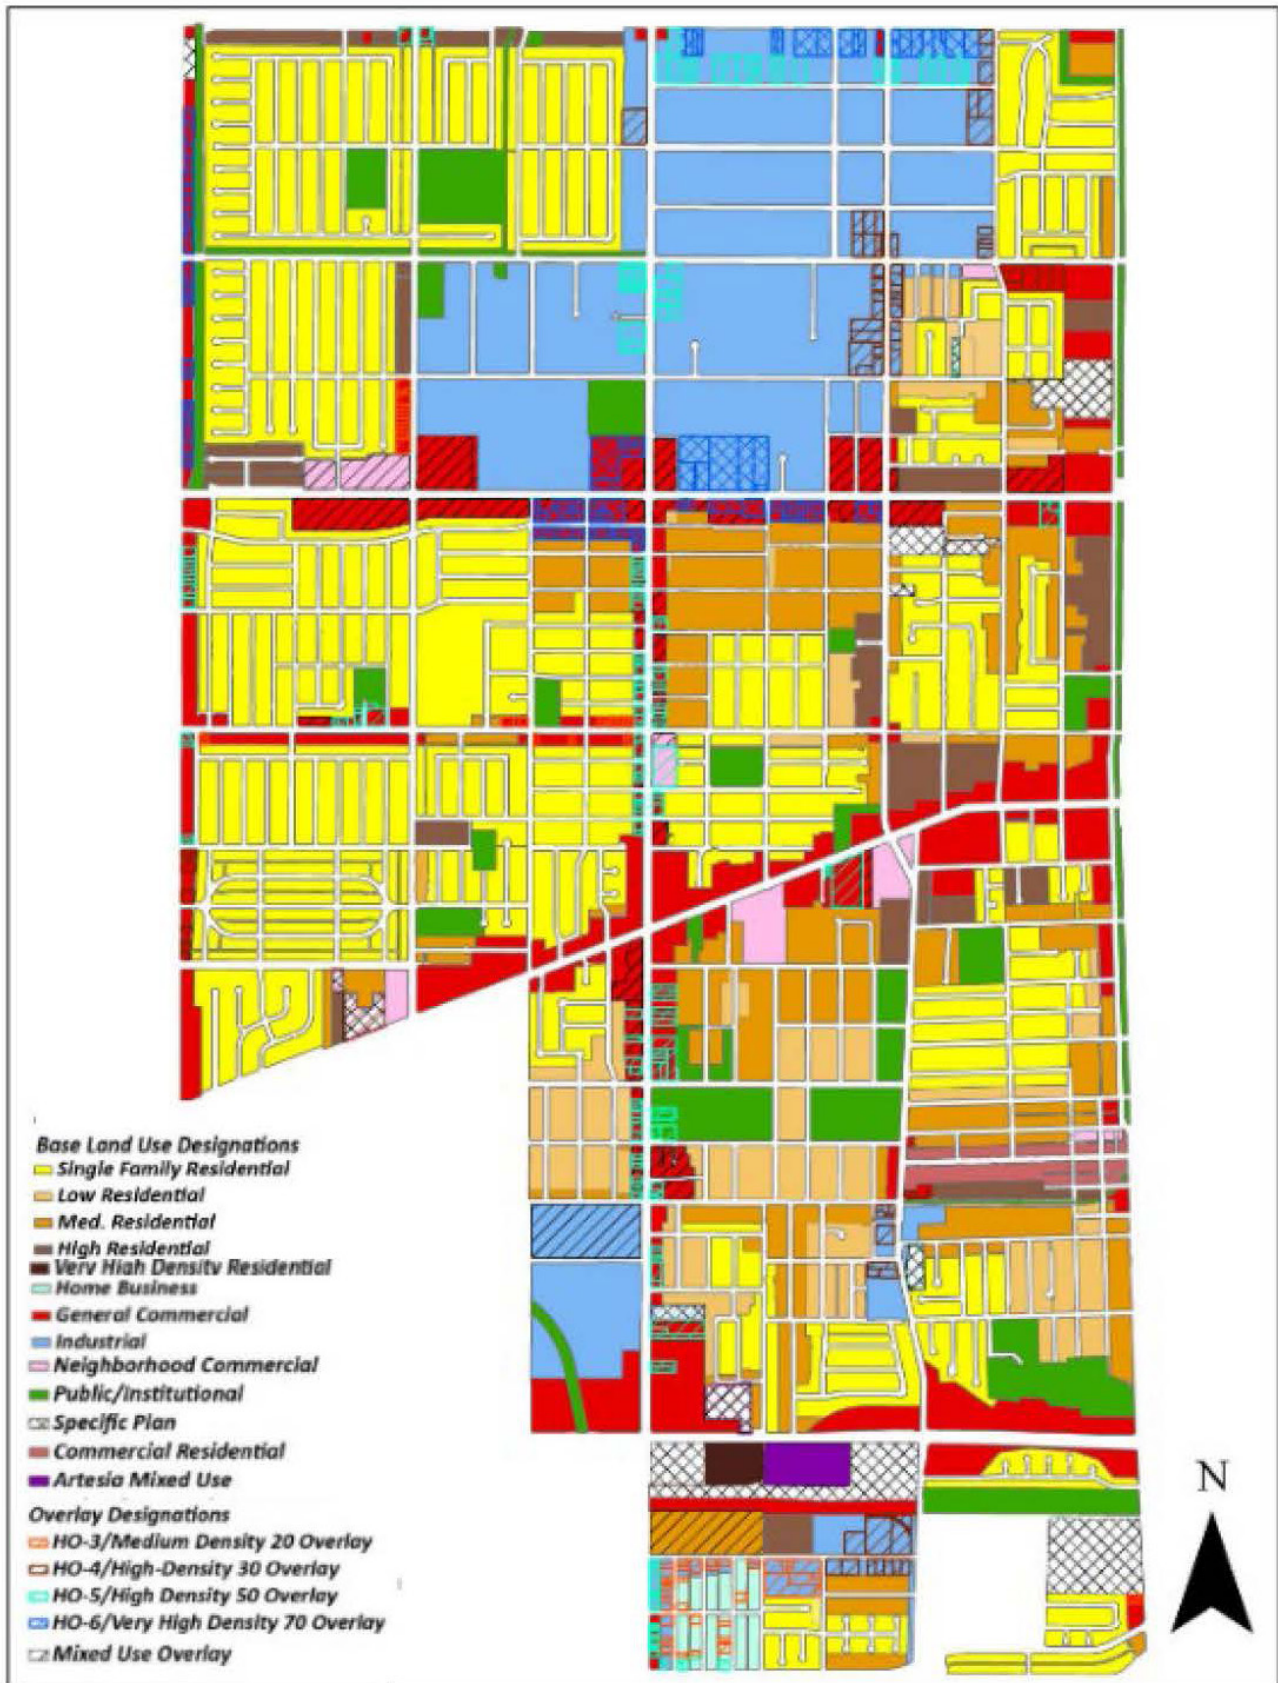 N
Base Land Use Designations
Single Family Residential
Low Residential
Med. Residential
High Residential
Very High Density Residential
Home Business
General Commercial
Industrial
Neighborhood Commercial
Public/Institutional
Specific Plan
Commercial Residential
Artesia Mixed Use
Overlay Designations
HO-3/Medium Density 20 Overlay
HO-4/High-Density 30 Overlay
HO-5/High Density 50 Overlay
HO-6/Very High Density 70 Overlay
Mixed Use Overlay